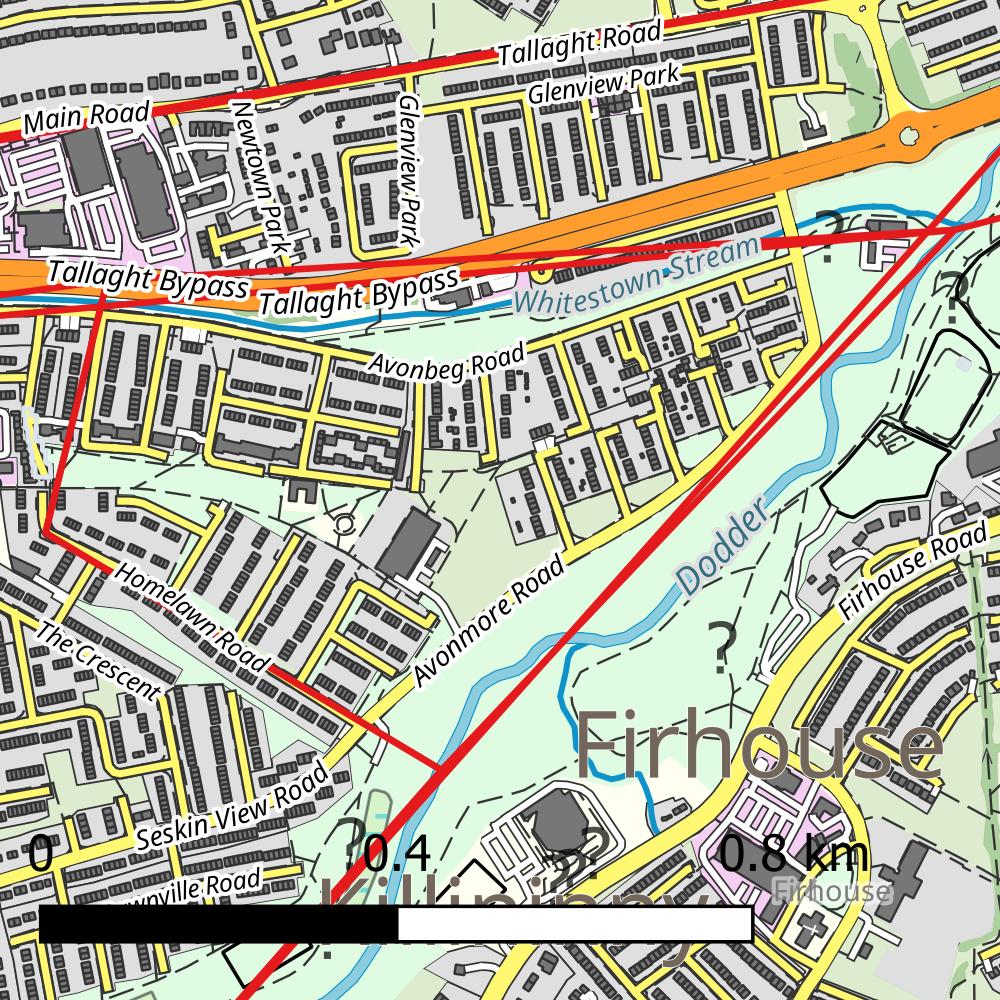 Tallaght Road
Glenview Park
Main Road
Newtown Park
Glenview Park
Tallaght Bypass
Tallaght Bypass
Whitestown Stream
Avonbeg Road
Dodder
Firhouse Road
Homelawn Road
Avonmore Road
The Crescent
Firhouse
Seskin View Road
0 0.4 0.8 km
Firhouse
Killininny
?
?
?
?
?